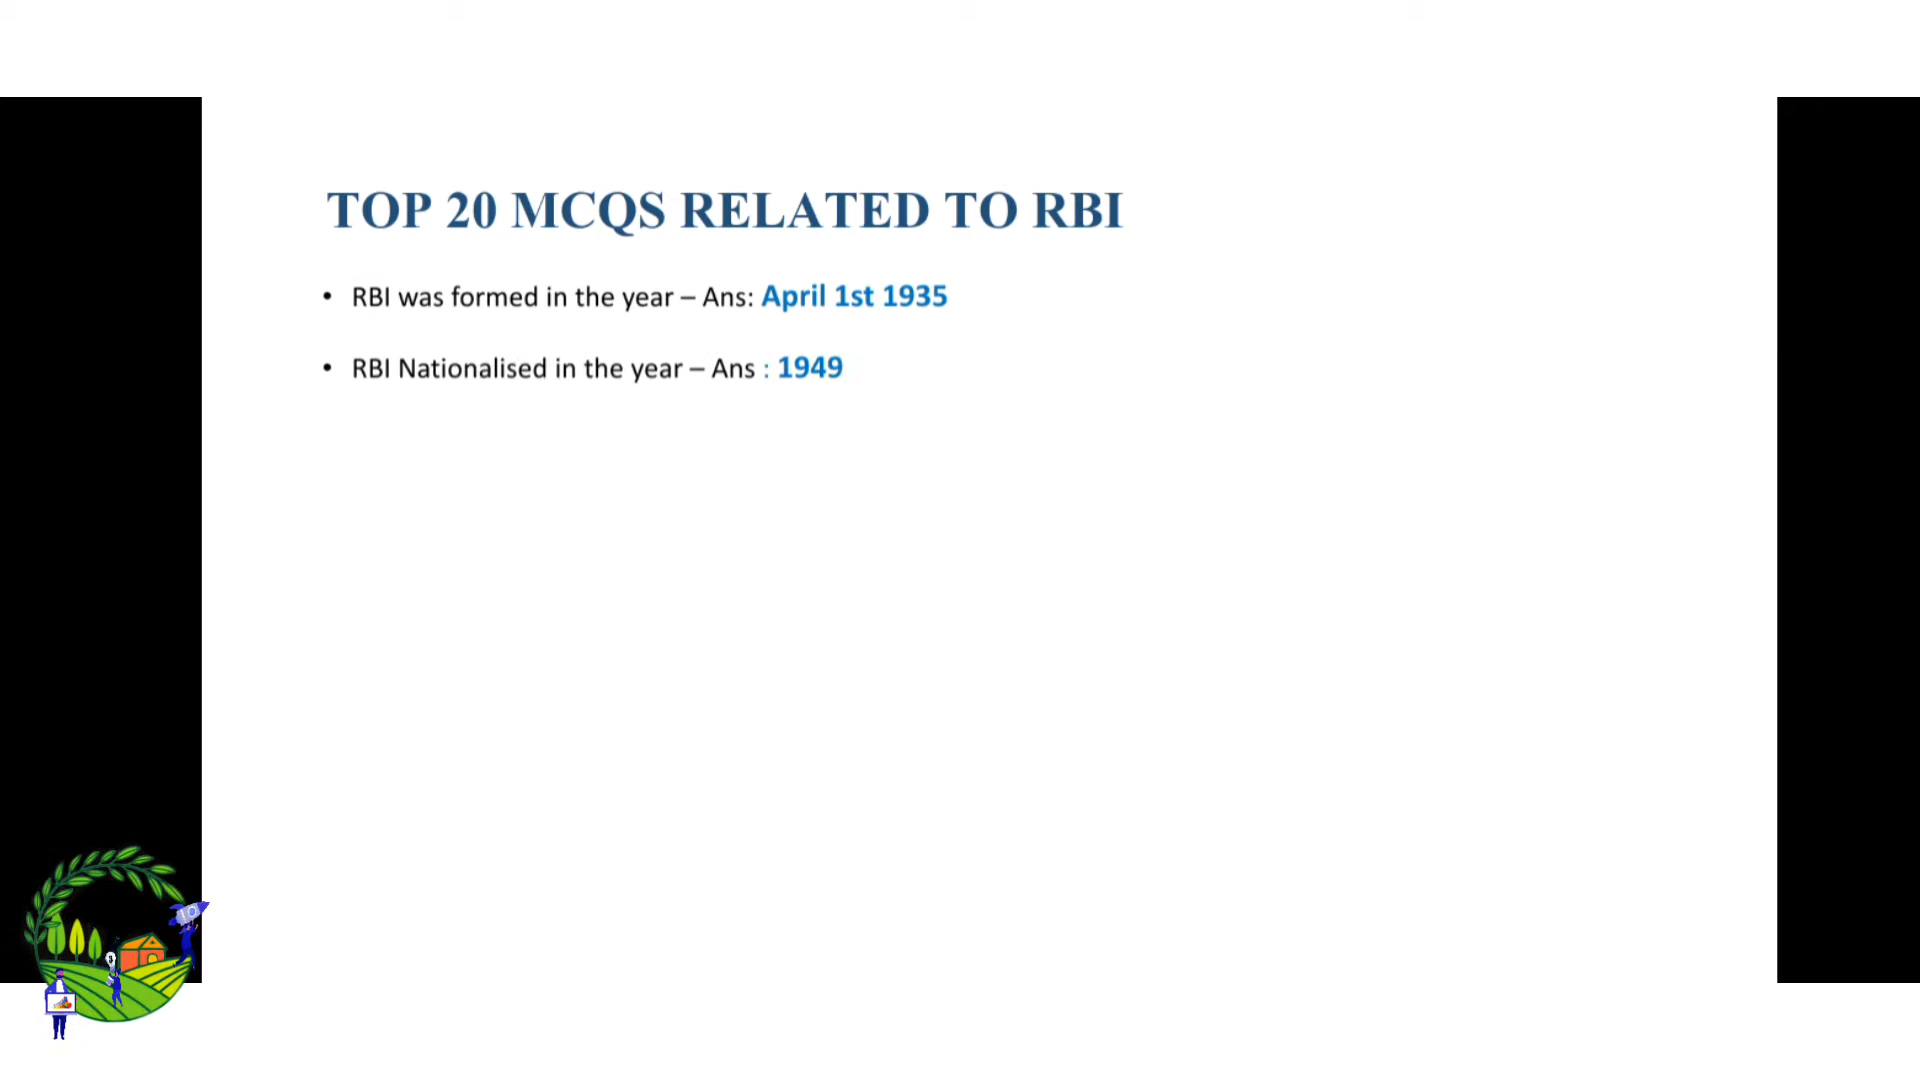 TOP 20 MCQS RELATED TO RBI
• RBI was formed in the year – Ans: April 1st 1935
• RBI Nationalised in the year – Ans : 1949